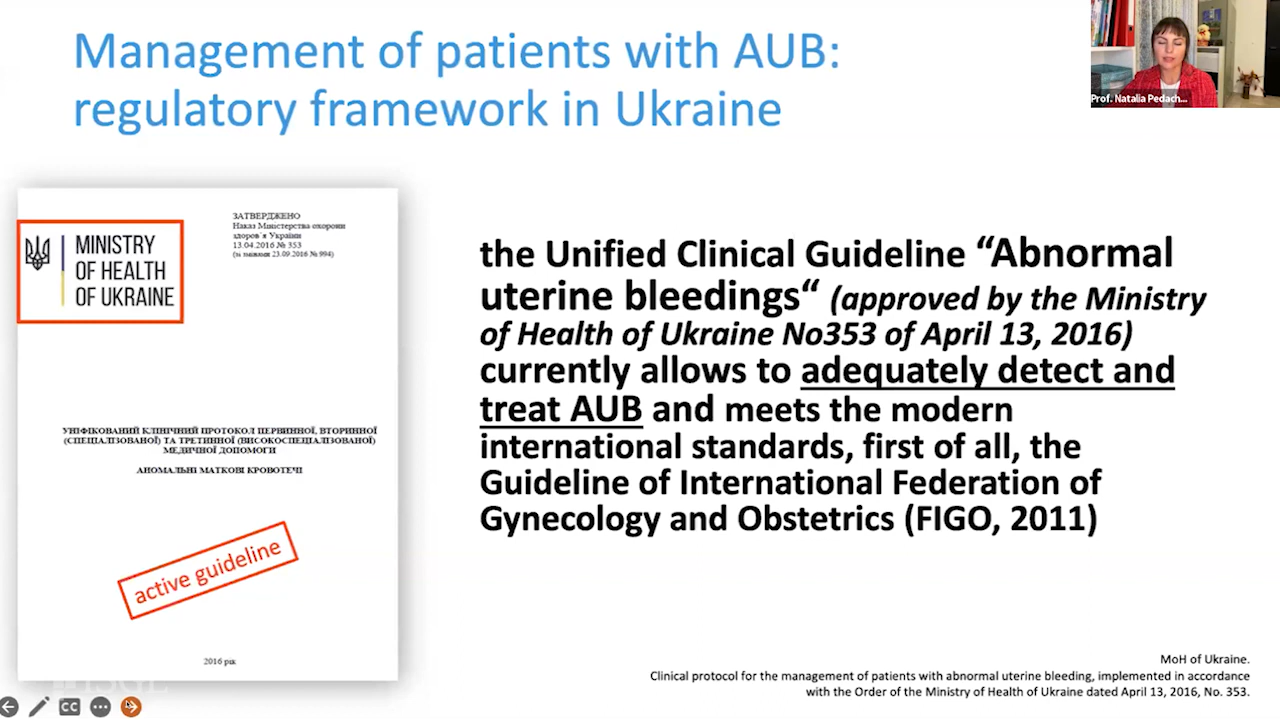 Management of patients with AUB:
regulatory framework in Ukraine
Prof. Natalia Pedach...
MINISTRY
OF HEALTH
OF UKRAINE
ЗАТВЕРДЖЕНО
Наказ Міністерства охорони
здоров'я України
13.04.2016 № 353
(за змінами 23.09.2016 № 994)
УНІФІКОВАНИЙ КЛІНІЧНИЙ ПРОТОКОЛ ПЕРВИННОЇ, ВТОРИННОЇ
(СПЕЦІАЛІЗОВАНОЇ) ТА ТРЕТИННОЇ (ВИСОКОСПЕЦІАЛІЗОВАНОЇ)
МЕДИЧНОЇ ДОПОМОГИ
АНОМАЛЬНІ МАТКОВІ КРОВОТЕЧІ
active guideline
2016 рік
the Unified Clinical Guideline “Abnormal
uterine bleedings“ (approved by the Ministry
of Health of Ukraine No353 of April 13, 2016)
currently allows to adequately detect and
treat AUB and meets the modern
international standards, first of all, the
Guideline of International Federation of
Gynecology and Obstetrics (FIGO, 2011)
MoH of Ukraine.
Clinical protocol for the management of patients with abnormal uterine bleeding, implemented in accordance
with the Order of the Ministry of Health of Ukraine dated April 13, 2016, No. 353.
CC